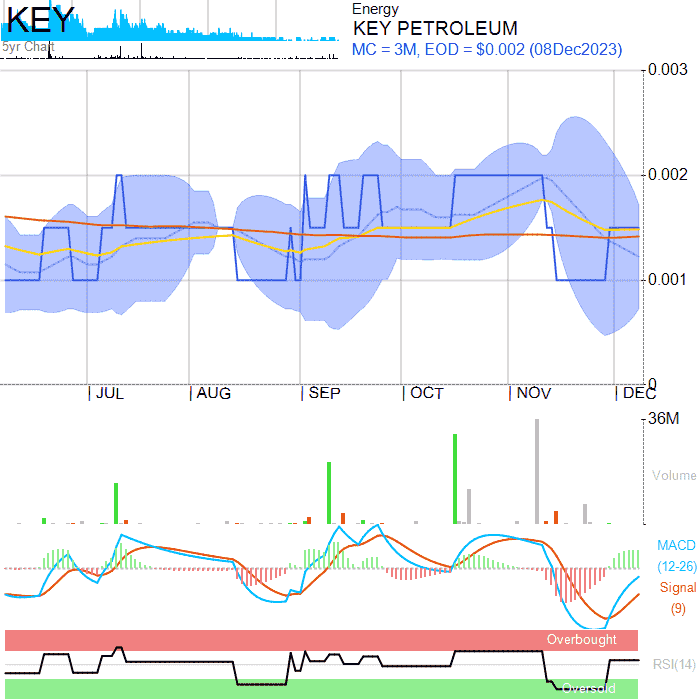 KEY
5yr Chart
Energy
KEY PETROLEUM
MC = 3M, EOD = $0.002 (08Dec2023)
0.003
0.002
0.001
0
JUL AUG SEP OCT NOV DEC
36M
Volume
MACD
(12-26)
Signal
(9)
Overbought
RSI(14)
Oversold